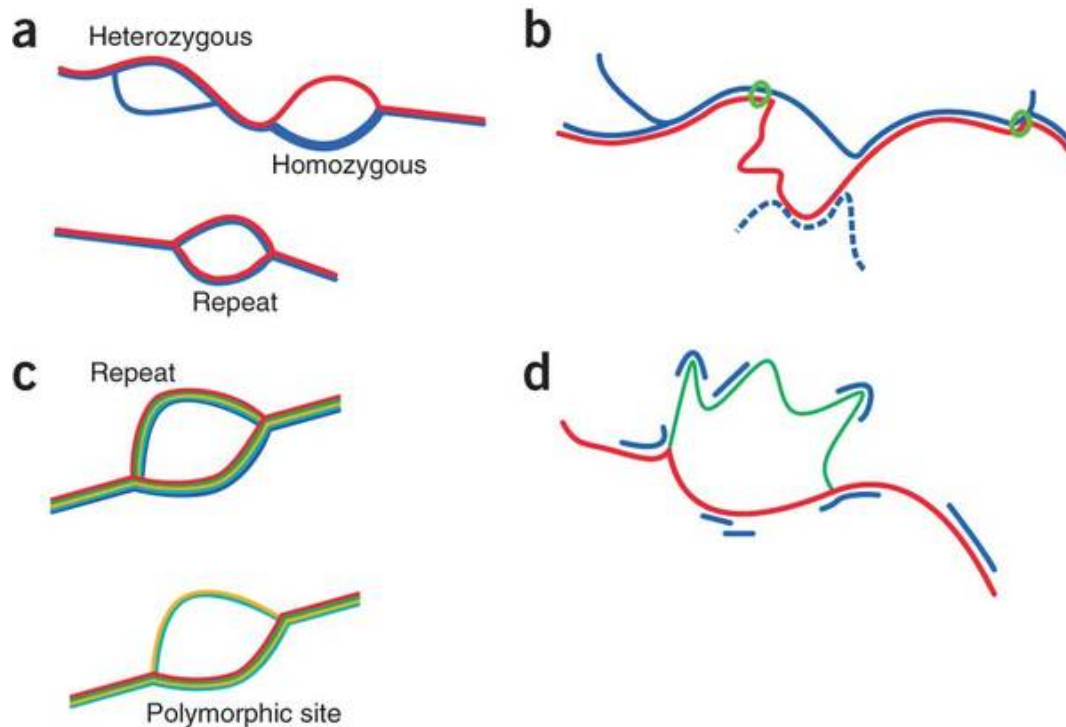 a
Heterozygous
Homozygous
Repeat
b
c
Repeat
Polymorphic site
d